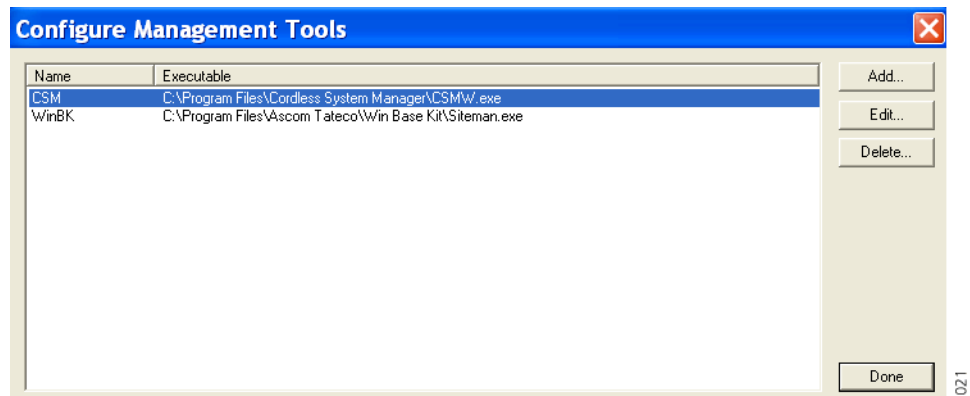 Configure Management Tools
Name Executable Add...
CSM C:\Program Files\Cordless System Manager\CSMW.exe
WinBK C:\Program Files\Ascom Tateco\Win Base Kit\Siteman.exe Edit...
Delete...
Done
021